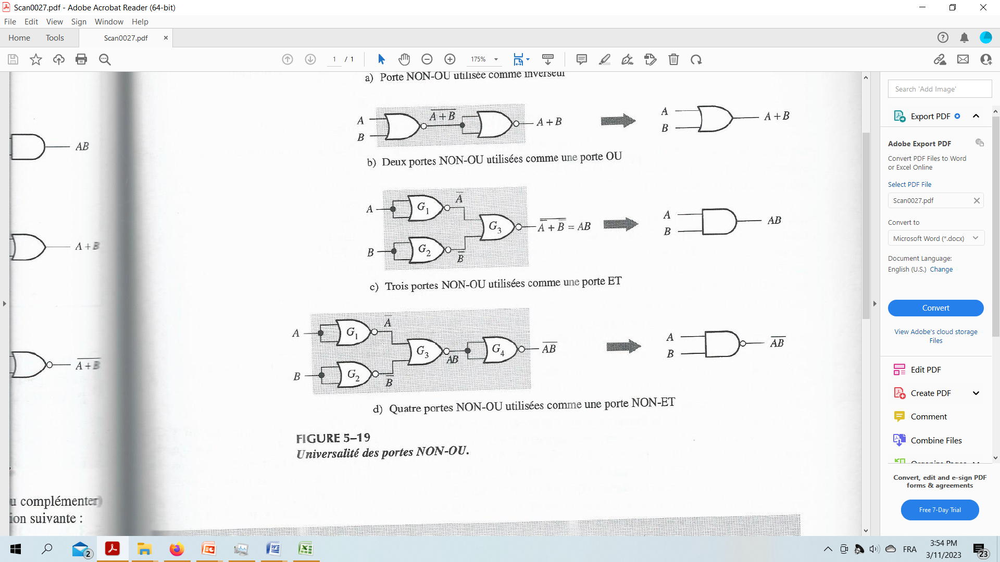 Scan0027.pdf - Adobe Acrobat Reader (64-bit)
File Edit View Sign Window Help
Home Tools Scan0027.pdf ×
1 / 1 175%
a) Porte NON-OU utilisée comme inverseur
A
B
A + B
A + B
A
B
A + B
b) Deux portes NON-OU utilisées comme une porte OU
A
B
G1
G2
G3
A
B
A + B = AB
A
B
AB
c) Trois portes NON-OU utilisées comme une porte ET
A
B
G1
G2
G3
G4
A
B
AB
AB
A
B
AB
d) Quatre portes NON-OU utilisées comme une porte NON-ET
FIGURE 5–19
Universalité des portes NON-OU.
AB
A + B
A + B
u complémenter)
ion suivante :
Search 'Add Image'
Export PDF
Adobe Export PDF
Convert PDF Files to Word
or Excel Online
Select PDF File
Scan0027.pdf
Convert to
Microsoft Word (*.docx)
Document Language:
English (U.S.) Change
Convert
View Adobe's cloud storage
Files
Edit PDF
Create PDF
Comment
Combine Files
Organize Pages
Convert, edit and e-sign PDF
forms & agreements
Free 7-Day Trial
2
FRA
3:54 PM
3/11/2023
23